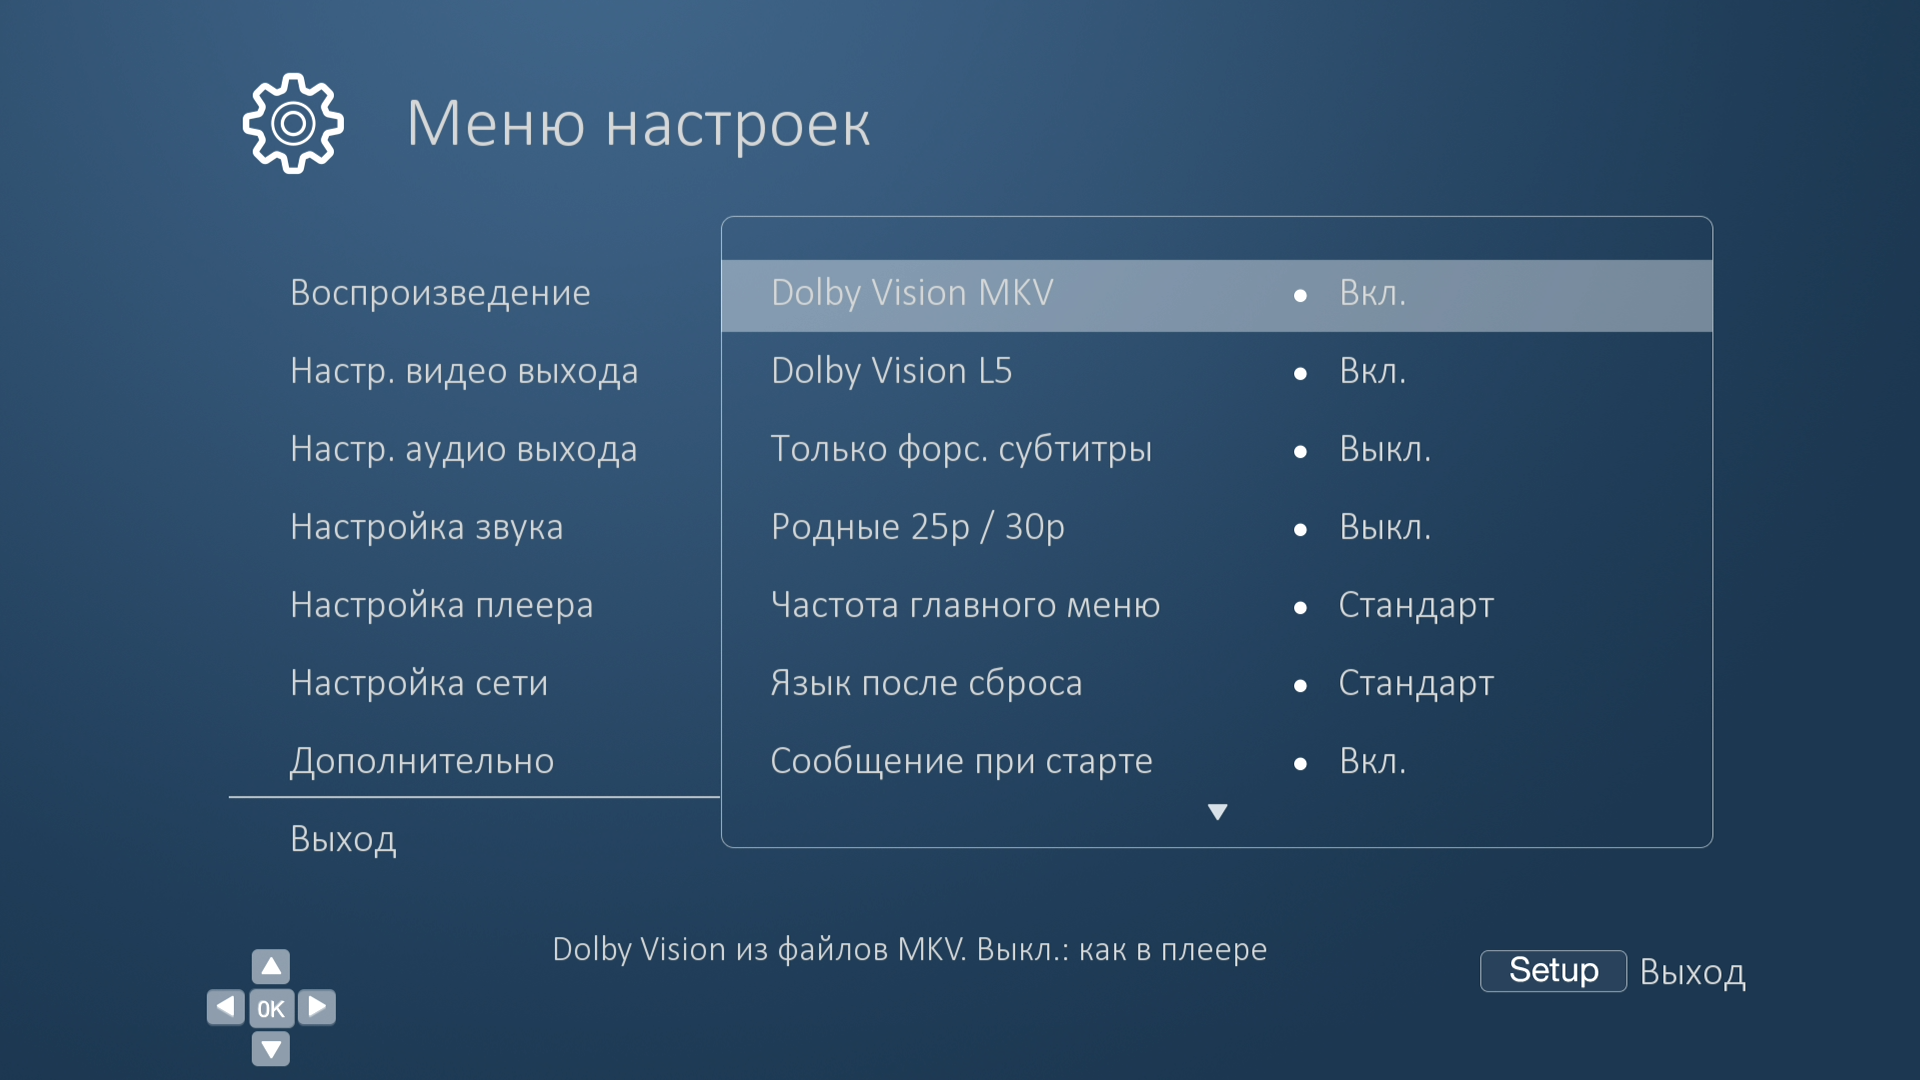 Меню настроек
Воспроизведение
Dolby Vision MKV
Вкл.
Настр. видео выхода
Dolby Vision L5
Вкл.
Настр. аудио выхода
Только форс. субтитры
Выкл.
Настройка звука
Родные 25p / 30p
Выкл.
Настройка плеера
Частота главного меню
Стандарт
Настройка сети
Язык после сброса
Стандарт
Дополнительно
Сообщение при старте
Вкл.
Выход
Dolby Vision из файлов MKV. Выкл.: как в плеере
OK
Setup Выход